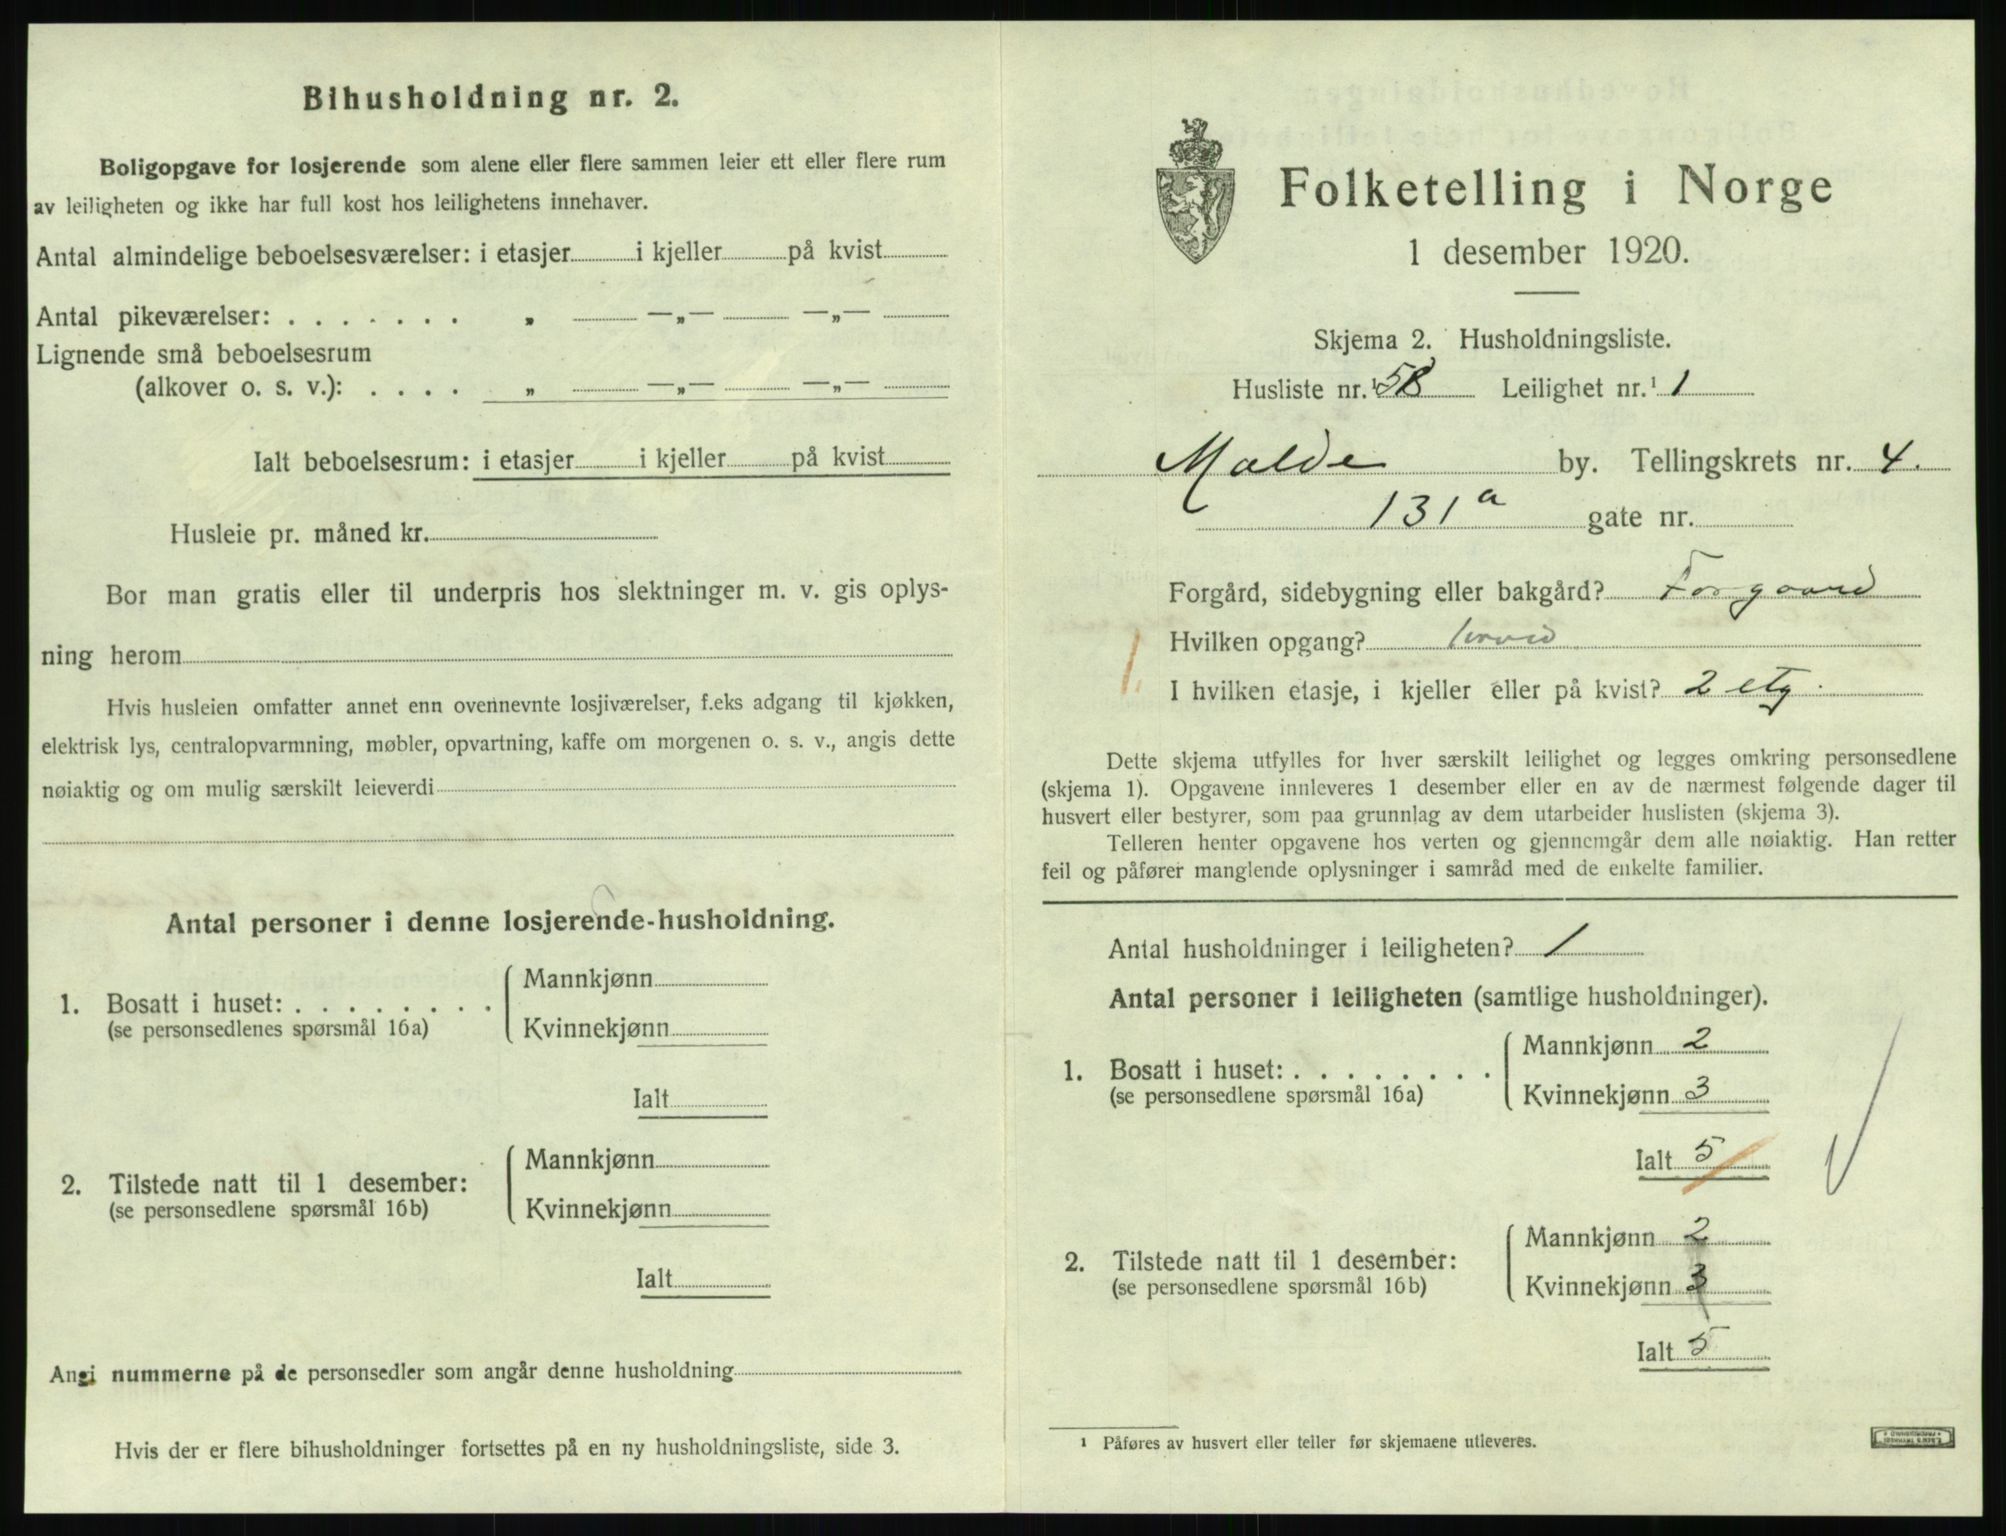 Bihusholdning nr. 2.
Boligopgave for losjerende som alene eller flere sammen leier ett eller flere rum
av leiligheten og ikke har full kost hos leilighetens innehaver.
Antal almindelige beboelsesværelser: i etasjer i kjeller på kvist
Antal pikeværelser: . . . . . . . „ —„— —„—
Lignende små beboelsesrum
(alkover o. s. v.): . . . . „ —„— —„—
Ialt beboelsesrum: i etasjer i kjeller på kvist
Husleie pr. måned kr.
Bor man gratis eller til underpris hos slektninger m. v. gis oplys-
ning herom
Hvis husleien omfatter annet enn ovennevnte losjiværelser, f.eks adgang til kjøkken,
elektrisk lys, centralopvarmning, møbler, opvartning, kaffe om morgenen o. s. v., angis dette
nøiaktig og om mulig særskilt leieverdi
Antal personer i denne losjerende-husholdning.
Mannkjønn
1. Bosatt i huset: . . . . . . . .
(se personsedlenes spørsmål 16a)
Kvinnekjønn
Ialt
Mannkjønn
2. Tilstede natt til 1 desember:
(se personsedlene spørsmål 16b)
Kvinnekjønn
Ialt
Angi nummerne på de personsedler som angår denne husholdning
Hvis der er flere bihusholdninger fortsettes på en ny husholdningsliste, side 3.
Folketelling i Norge
1 desember 1920.
Skjema 2. Husholdningsliste.
Husliste nr.¹ 58 Leilighet nr.¹ 1
Molde by. Tellingskrets nr. 4.
131a gate nr.
Forgård, sidebygning eller bakgård? Forgaard
Hvilken opgang?
I hvilken etasje, i kjeller eller på kvist? 2 etg.
Dette skjema utfylles for hver særskilt leilighet og legges omkring personsedlene
(skjema 1). Opgavene innleveres 1 desember eller en av de nærmest følgende dager til
husvert eller bestyrer, som paa grunnlag av dem utarbeider huslisten (skjema 3).
Telleren henter opgavene hos verten og gjennemgår dem alle nøiaktig. Han retter
feil og påfører manglende oplysninger i samråd med de enkelte familier.
Antal husholdninger i leiligheten? 1
Antal personer i leiligheten (samtlige husholdninger).
Mannkjønn 2
1. Bosatt i huset: . . . . . . . .
(se personsedlene spørsmål 16a)
Kvinnekjønn 3
Ialt 5
Mannkjønn 2
2. Tilstede natt til 1 desember:
(se personsedlene spørsmål 16b)
Kvinnekjønn 3
Ialt 5
¹ Påføres av husvert eller teller før skjemaene utleveres.